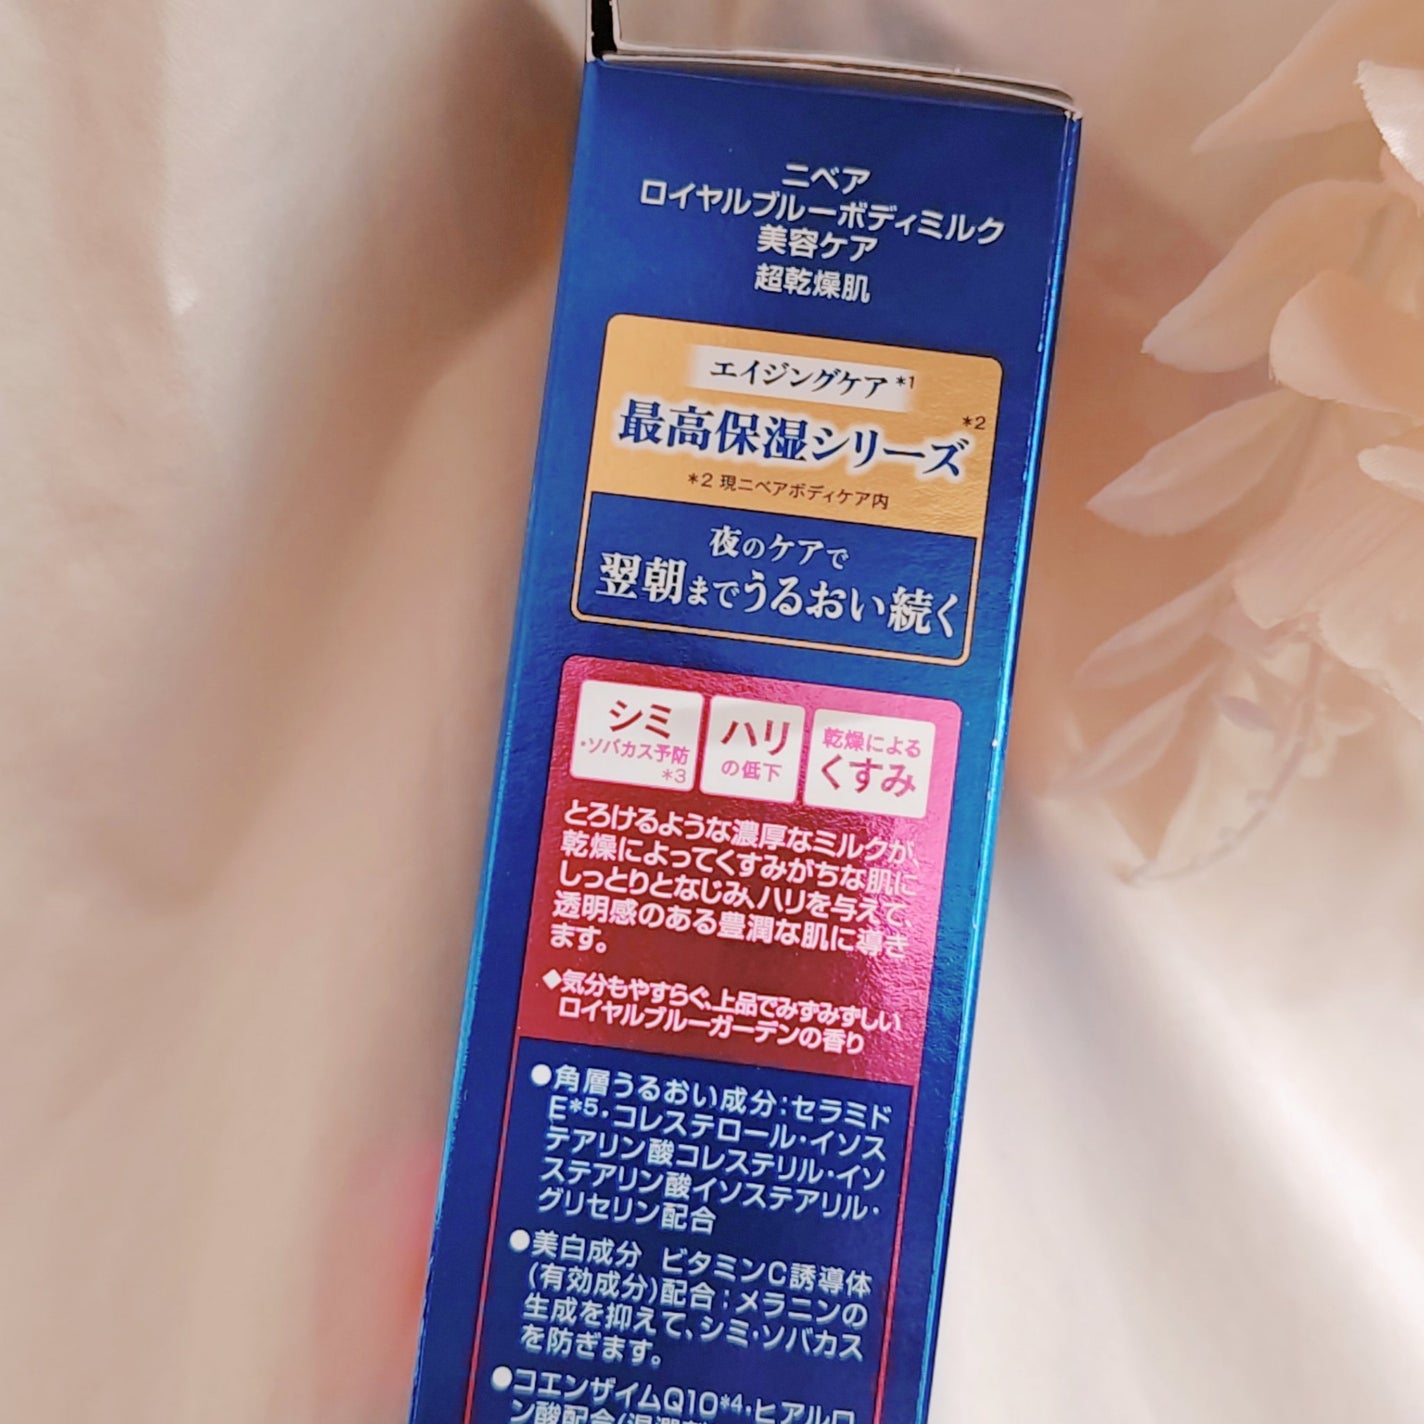 ニベア
ロイヤルブルーボディミルク
美容ケア
超乾燥肌
エイジングケア*1
最高保湿シリーズ*2
*2 現ニベアボディケア内
夜のケアで
翌朝までうるおい続く
シミ
・ソバカス予防
*3
ハリ
の低下
乾燥による
くすみ
とろけるような濃厚なミルクが、
乾燥によってくすみがちな肌に
しっとりとなじみ、ハリを与えて、
透明感のある豊潤な肌に導き
ます。
◆気分もやすらぐ、上品でみずみずしい
ロイヤルブルーガーデンの香り
●角層うるおい成分:セラミド
E*5・コレステロール・イソス
テアリン酸コレステリル・イソ
ステアリン酸イソステアリル・
グリセリン配合
●美白成分 ビタミンC誘導体
(有効成分)配合:メラニンの
生成を抑えて、シミ・ソバカス
を防ぎます。
●コエンザイムQ10*4・ヒアルロ
ン酸配合